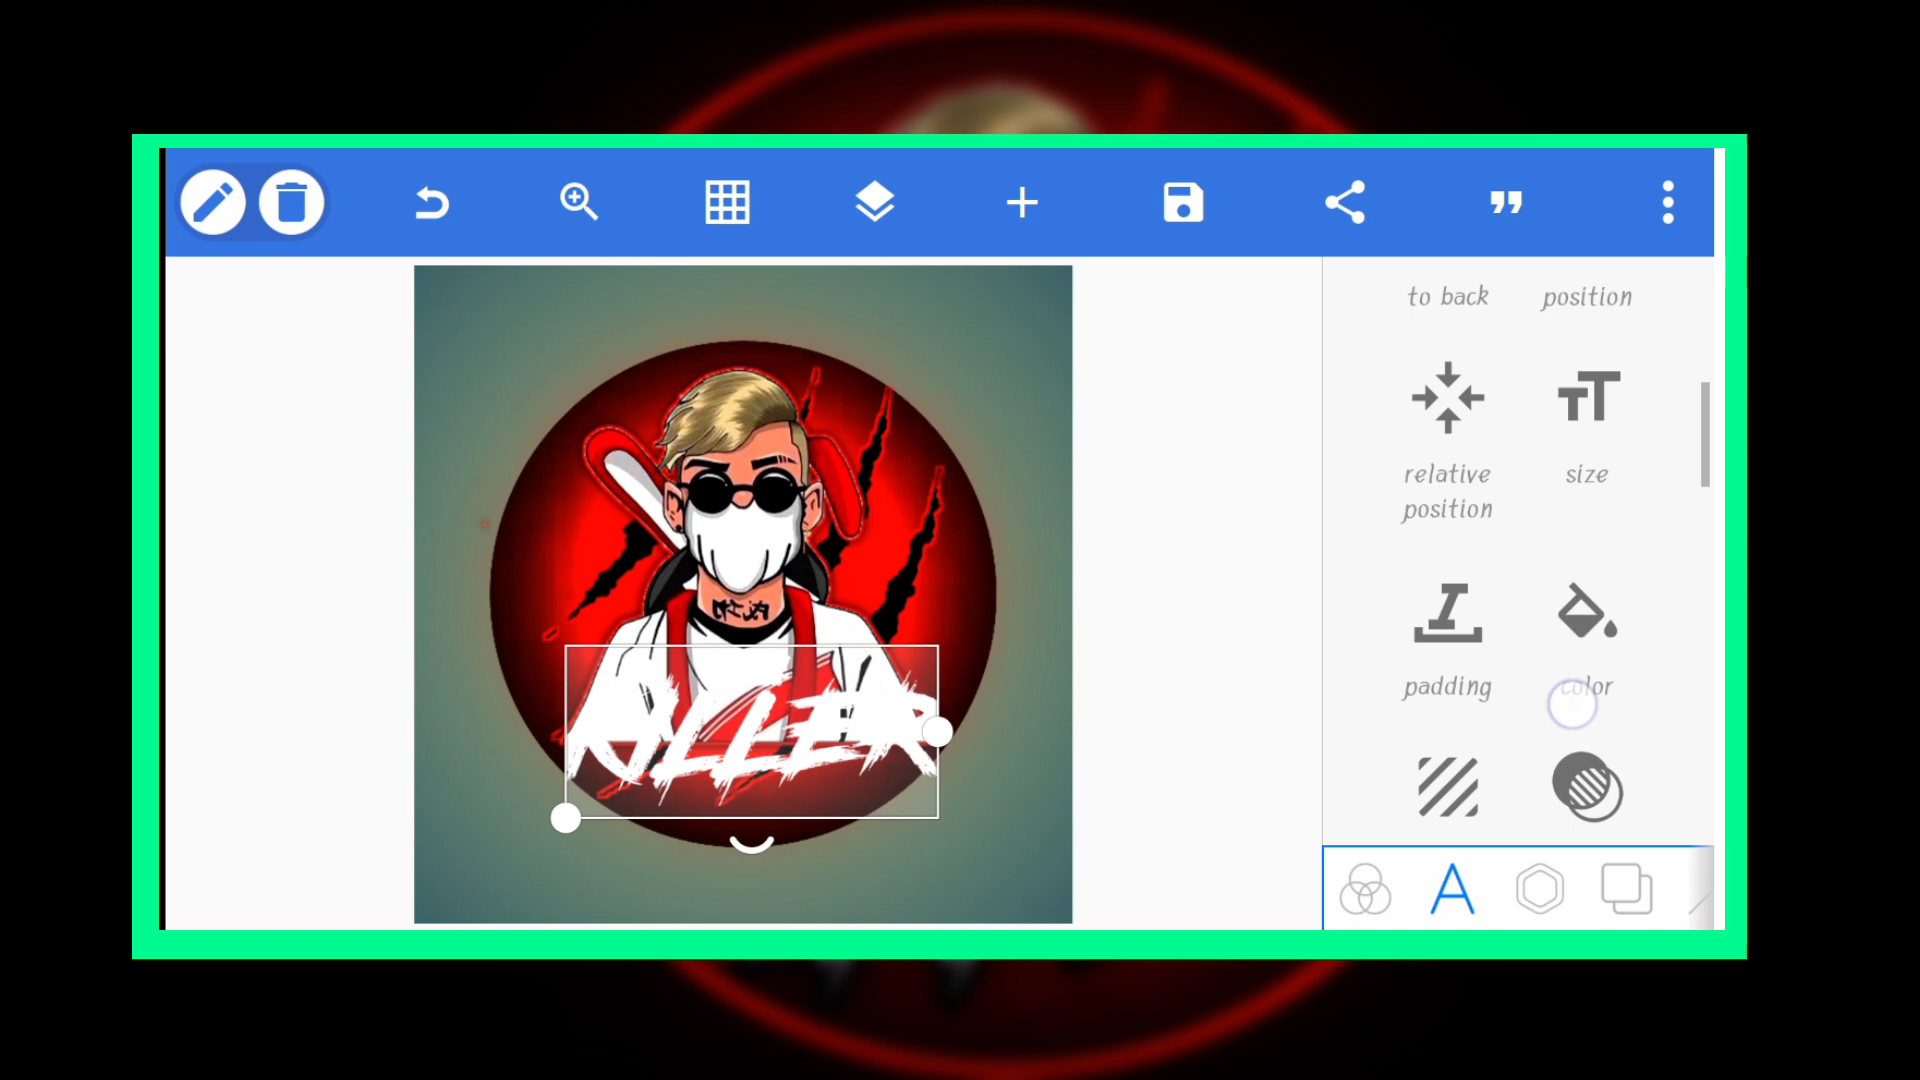 to back
position
relative
position
size
padding
color
KILLER